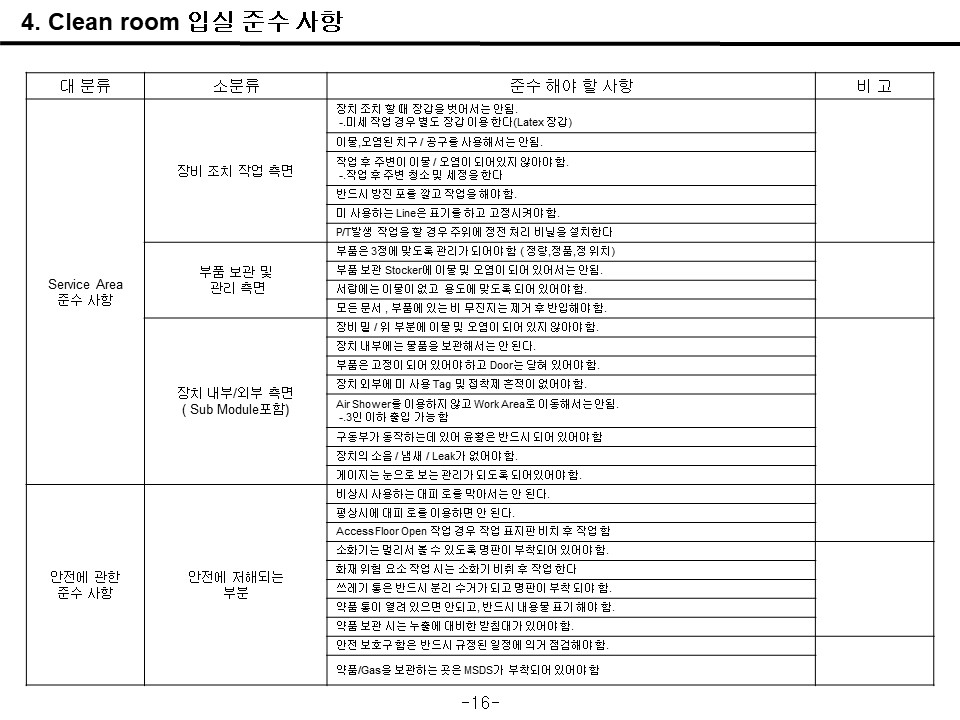 4. Clean room 입실 준수 사항
대 분류 소분류 준수 해야 할 사항 비 고
Service Area
준수 사항
장비 조치 작업 측면
장치 조치 할 때 장갑을 벗어서는 안됨.
-.미세 작업 경우 별도 장갑 이용 한다(Latex 장갑)
이물,오염된 치구 / 공구를 사용해서는 안됨.
작업 후 주변이 이물 / 오염이 되어있지 않아야 함.
-.작업 후 주변 청소 및 세정을 한다
반드시 방진 포를 깔고 작업을 해야 함.
미 사용하는 Line은 표기를 하고 고정시켜야 함.
P/T발생 작업을 할 경우 주위에 정전 처리 비닐을 설치한다
부품 보관 및
관리 측면
부품은 3정에 맞도록 관리가 되어야 함 ( 정량,정품,정 위치)
부품 보관 Stocker에 이물 및 오염이 되어 있어서는 안됨.
서랍에는 이물이 없고 용도에 맞도록 되어 있어야 함.
모든 문서 , 부품에 있는 비 무진지는 제거 후 반입해야 함.
장치 내부/외부 측면
( Sub Module포함)
장비 밑 / 위 부분에 이물 및 오염이 되어 있지 않아야 함.
장치 내부에는 물품을 보관해서는 안 된다.
부품은 고정이 되어 있어야 하고 Door는 닫혀 있어야 함.
장치 외부에 미 사용 Tag 및 접착제 흔적이 없어야 함.
Air Shower를 이용하지 않고 Work Area로 이동해서는 안됨.
-.3인 이하 출입 가능 함
구동부가 동작하는데 있어 윤활은 반드시 되어 있어야 함
장치의 소음 / 냄새 / Leak가 없어야 함.
게이지는 눈으로 보는 관리가 되도록 되어있어야 함.
안전에 관한
준수 사항
안전에 저해되는
부분
비상시 사용하는 대피 로를 막아서는 안 된다.
평상시에 대피 로를 이용하면 안 된다.
Access Floor Open 작업 경우 작업 표지판 비치 후 작업 함
소화기는 멀리서 볼 수 있도록 명판이 부착되어 있어야 함.
화재 위험 요소 작업 시는 소화기 비취 후 작업 한다
쓰레기 통은 반드시 분리 수거가 되고 명판이 부착 되야 함.
약품 통이 열려 있으면 안되고, 반드시 내용물 표기 해야 함.
약품 보관 시는 누출에 대비한 받침대가 있어야 함.
안전 보호구 함은 반드시 규정된 일정에 의거 점검해야 함.
약품/Gas을 보관하는 곳은 MSDS가 부착되어 있어야 함
-16-